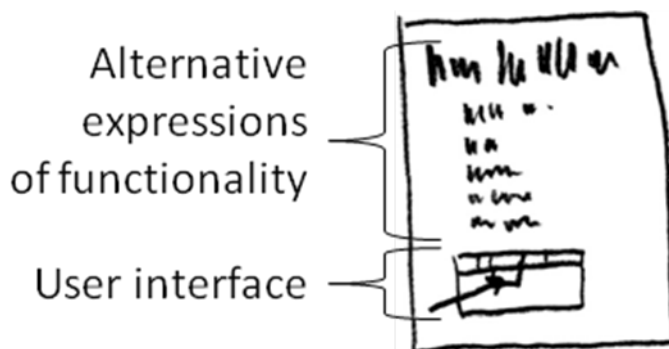 Alternative
expressions
of functionality
User interface